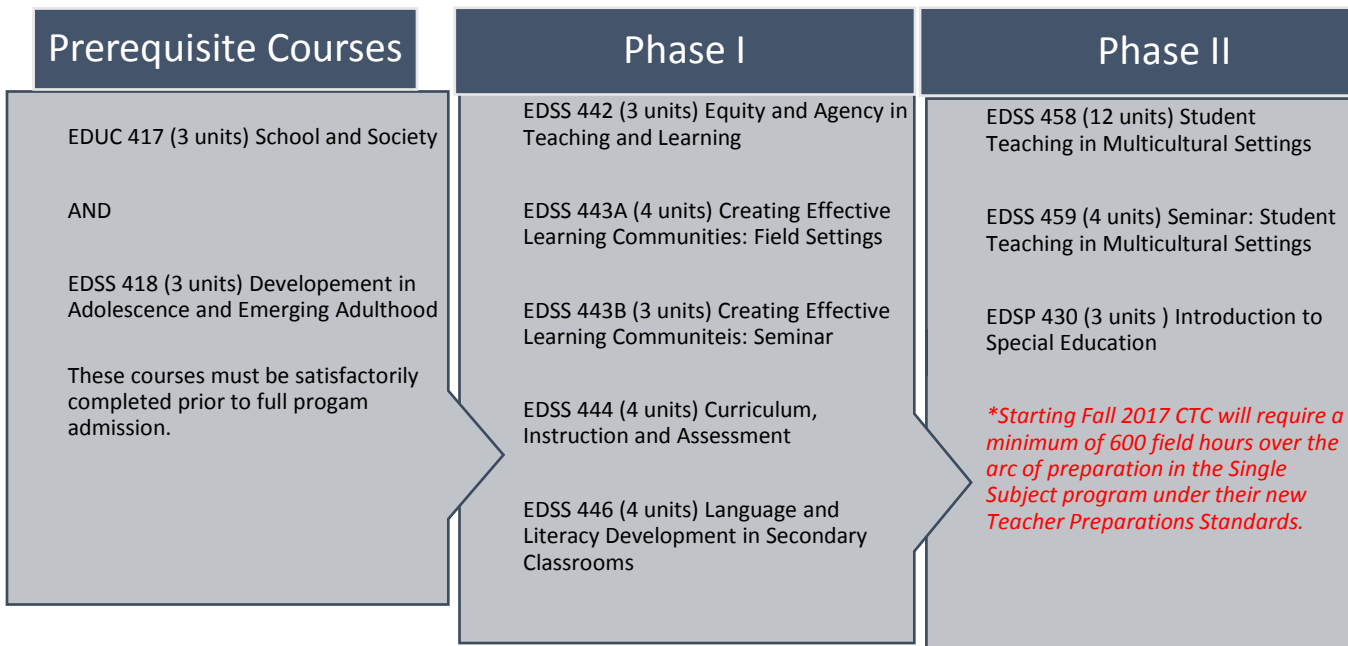 Prerequisite Courses
EDUC 417 (3 units) School and Society
AND
EDSS 418 (3 units) Developement in
Adolescence and Emerging Adulthood
These courses must be satisfactorily
completed prior to full progam
admission.
Phase I
EDSS 442 (3 units) Equity and Agency in
Teaching and Learning
EDSS 443A (4 units) Creating Effective
Learning Communities: Field Settings
EDSS 443B (3 units) Creating Effective
Learning Communiteis: Seminar
EDSS 444 (4 units) Curriculum,
Instruction and Assessment
EDSS 446 (4 units) Language and
Literacy Development in Secondary
Classrooms
Phase II
EDSS 458 (12 units) Student
Teaching in Multicultural Settings
EDSS 459 (4 units) Seminar: Student
Teaching in Multicultural Settings
EDSP 430 (3 units ) Introduction to
Special Education
*Starting Fall 2017 CTC will require a
minimum of 600 field hours over the
arc of preparation in the Single
Subject program under their new
Teacher Preparations Standards.